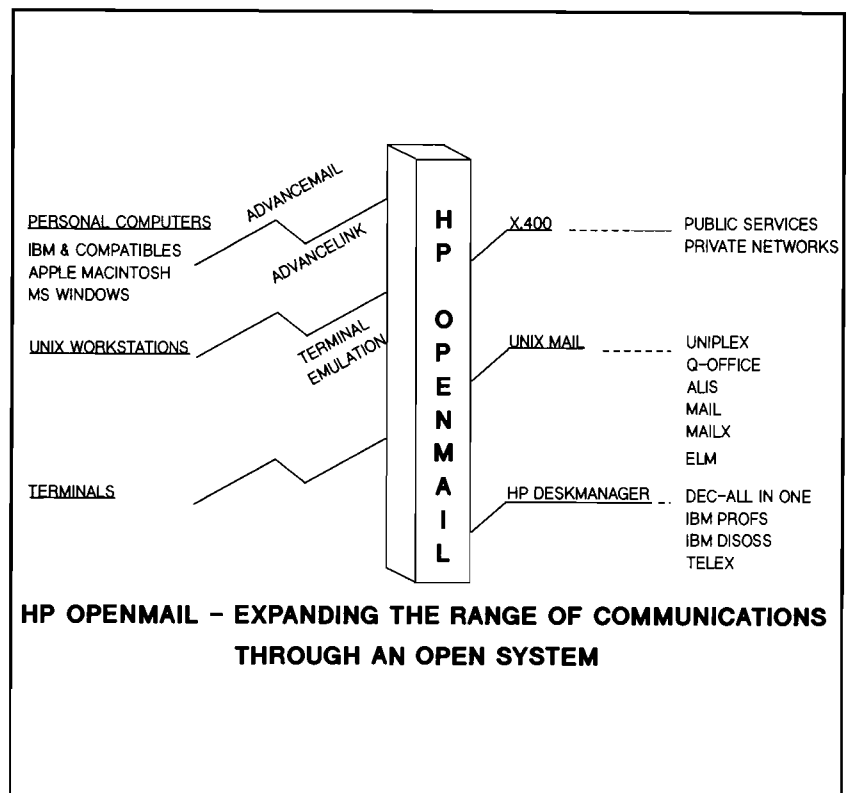 ADVANCEMAIL
PERSONAL COMPUTERS
IBM & COMPATIBLES
APPLE MACINTOSH
MS WINDOWS
ADVANCELINK
UNIX WORKSTATIONS
TERMINAL
EMULATION
TERMINALS
HP OPENMAIL
X.400
PUBLIC SERVICES
PRIVATE NETWORKS
UNIX MAIL
UNIPLEX
Q-OFFICE
ALIS
MAIL
MAILX
ELM
HP DESKMANAGER
DEC-ALL IN ONE
IBM PROFS
IBM DISOSS
TELEX
HP OPENMAIL - EXPANDING THE RANGE OF COMMUNICATIONS
THROUGH AN OPEN SYSTEM